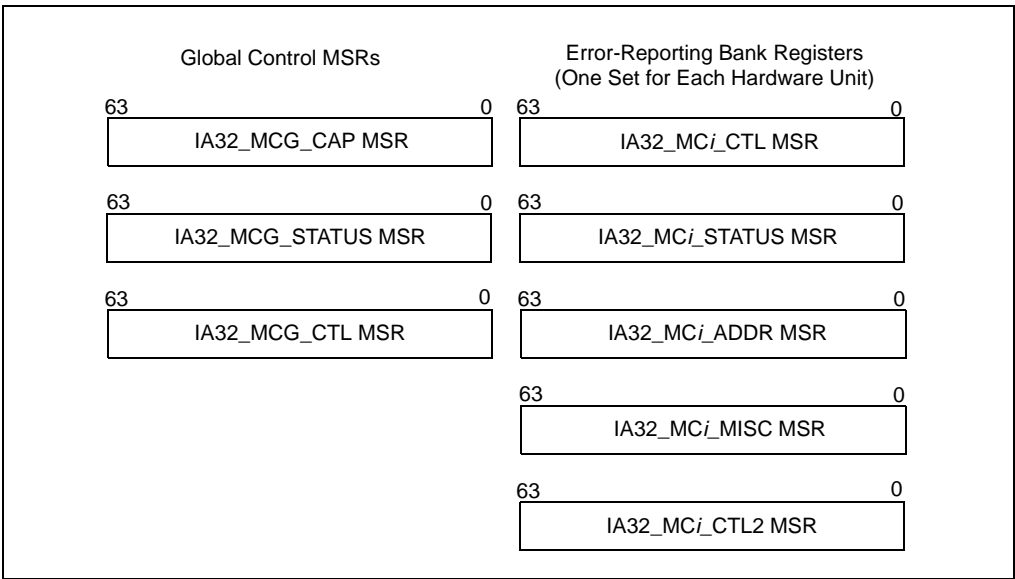 Global Control MSRs
63 0
IA32_MCG_CAP MSR
63 0
IA32_MCG_STATUS MSR
63 0
IA32_MCG_CTL MSR
Error-Reporting Bank Registers
(One Set for Each Hardware Unit)
63 0
IA32_MCi_CTL MSR
63 0
IA32_MCi_STATUS MSR
63 0
IA32_MCi_ADDR MSR
63 0
IA32_MCi_MISC MSR
63 0
IA32_MCi_CTL2 MSR